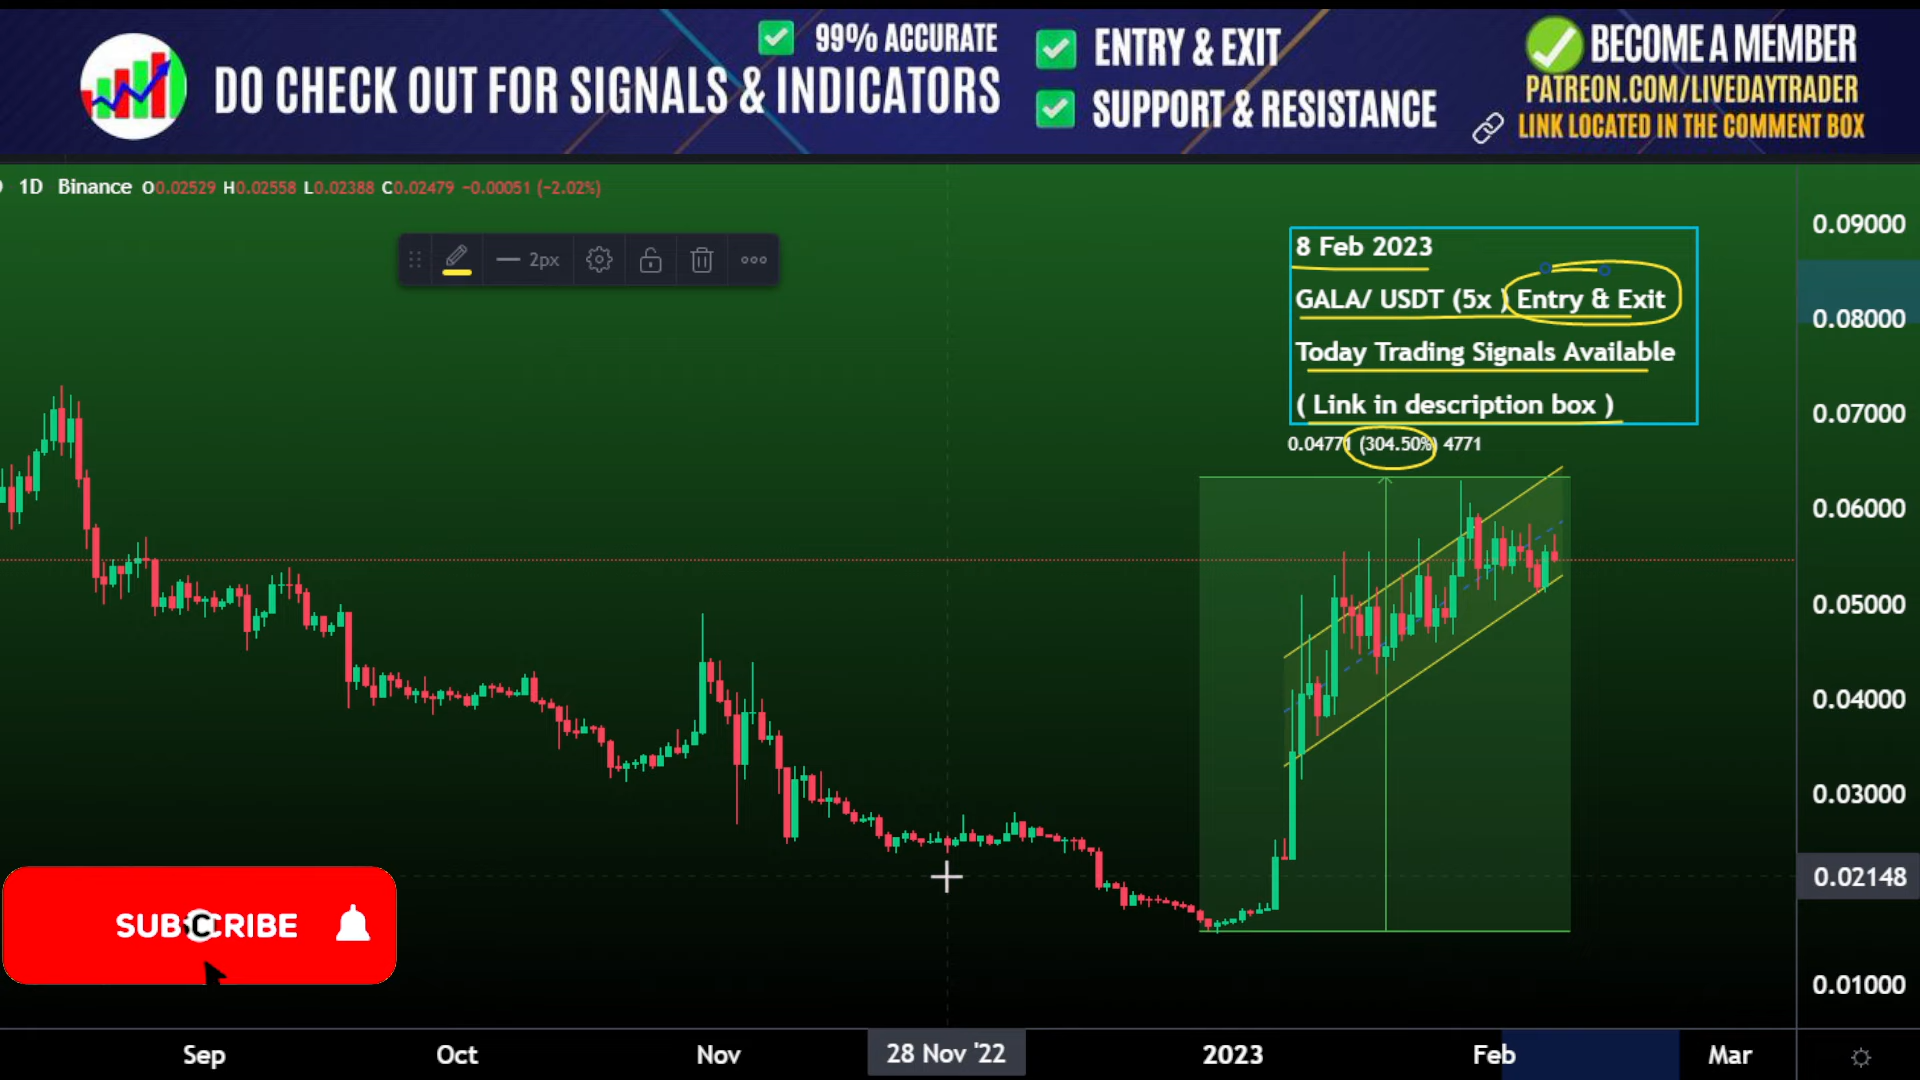 99% ACCURATE
DO CHECK OUT FOR SIGNALS & INDICATORS
ENTRY & EXIT
SUPPORT & RESISTANCE
BECOME A MEMBER
PATREON.COM/LIVEDAYTRADER
LINK LOCATED IN THE COMMENT BOX
1D Binance O0.02529 H0.02558 L0.02388 C0.02479 −0.00051 (−2.02%)
2px
8 Feb 2023
GALA/ USDT (5x ) Entry & Exit
Today Trading Signals Available
( Link in description box )
0.04771 (304.50%) 4771
0.09000
0.08000
0.07000
0.06000
0.05000
0.04000
0.03000
0.02148
0.01000
SUBSCRIBE
Sep Oct Nov 28 Nov '22 2023 Feb Mar